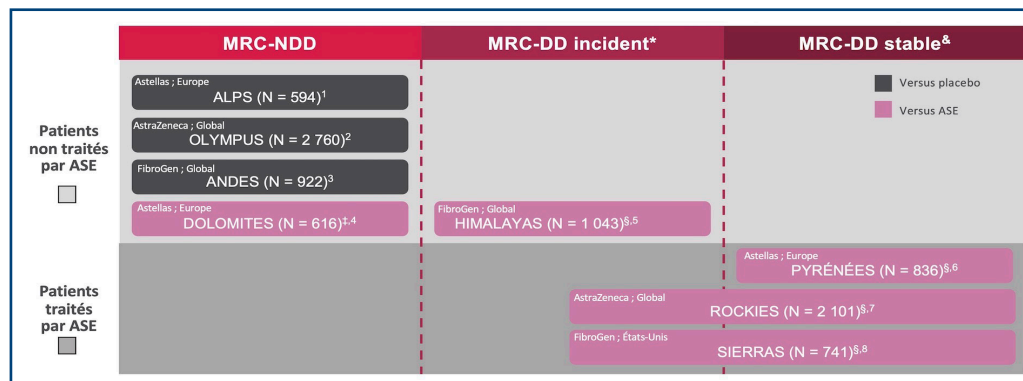 MRC-NDD
MRC-DD incident*
MRC-DD stable&
Patients
non traités
par ASE
Astellas ; Europe
ALPS (N = 594)1
AstraZeneca ; Global
OLYMPUS (N = 2 760)2
FibroGen ; Global
ANDES (N = 922)3
Astellas ; Europe
DOLOMITES (N = 616)‡,4
FibroGen ; Global
HIMALAYAS (N = 1 043)§,5
Versus placebo
Versus ASE
Patients
traités
par ASE
Astellas ; Europe
PYRÉNÉES (N = 836)§,6
AstraZeneca ; Global
ROCKIES (N = 2 101)§,7
FibroGen ; États-Unis
SIERRAS (N = 741)§,8